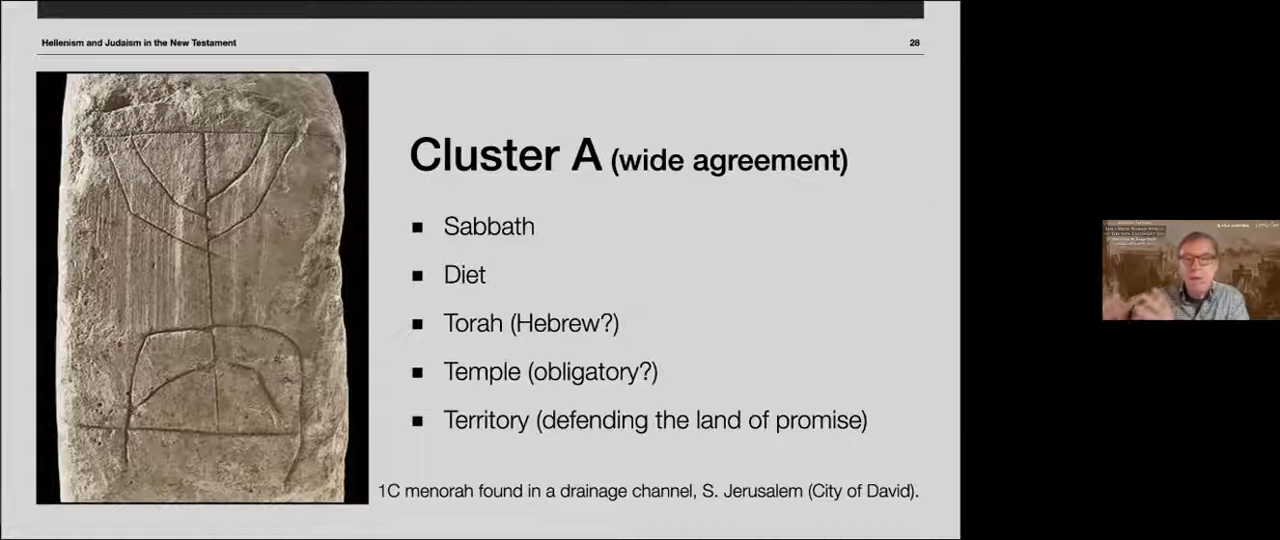 Hellenism and Judaism in the New Testament
28
Cluster A (wide agreement)
▪ Sabbath
▪ Diet
▪ Torah (Hebrew?)
▪ Temple (obligatory?)
▪ Territory (defending the land of promise)
1C menorah found in a drainage channel, S. Jerusalem (City of David).